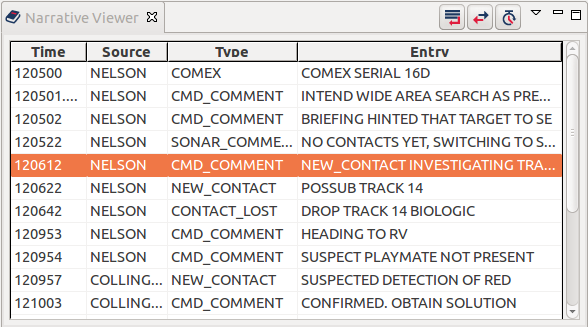 Narrative Viewer
Time Source Type Entry
120500 NELSON COMEX COMEX SERIAL 16D
120501.... NELSON CMD_COMMENT INTEND WIDE AREA SEARCH AS PRE...
120502 NELSON CMD_COMMENT BRIEFING HINTED THAT TARGET TO SE
120522 NELSON SONAR_COMME... NO CONTACTS YET, SWITCHING TO S...
120612 NELSON CMD_COMMENT NEW_CONTACT INVESTIGATING TRA...
120622 NELSON NEW_CONTACT POSSUB TRACK 14
120642 NELSON CONTACT_LOST DROP TRACK 14 BIOLOGIC
120953 NELSON CMD_COMMENT HEADING TO RV
120954 NELSON CMD_COMMENT SUSPECT PLAYMATE NOT PRESENT
120957 COLLING... NEW_CONTACT SUSPECTED DETECTION OF RED
121003 COLLING... CMD_COMMENT CONFIRMED. OBTAIN SOLUTION